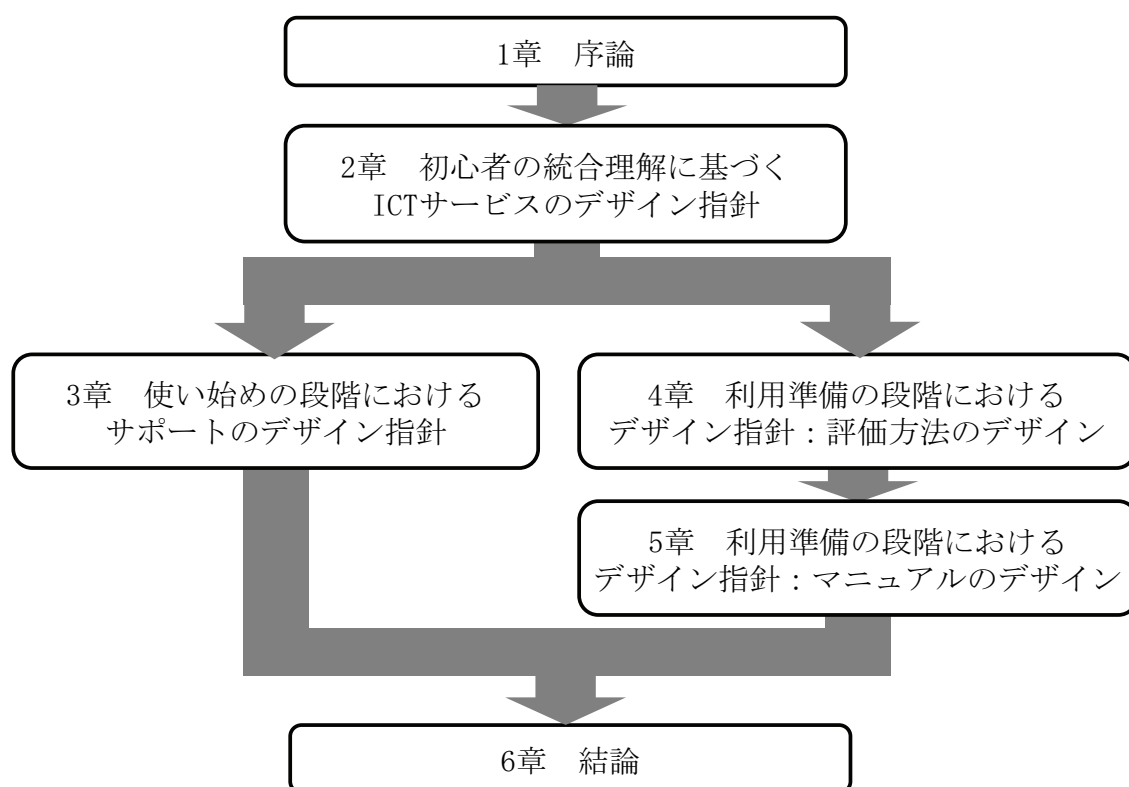 1章　序論
2章　初心者の統合理解に基づく
ICTサービスのデザイン指針
3章　使い始めの段階における
サポートのデザイン指針
4章　利用準備の段階における
デザイン指針：評価方法のデザイン
5章　利用準備の段階における
デザイン指針：マニュアルのデザイン
6章　結論